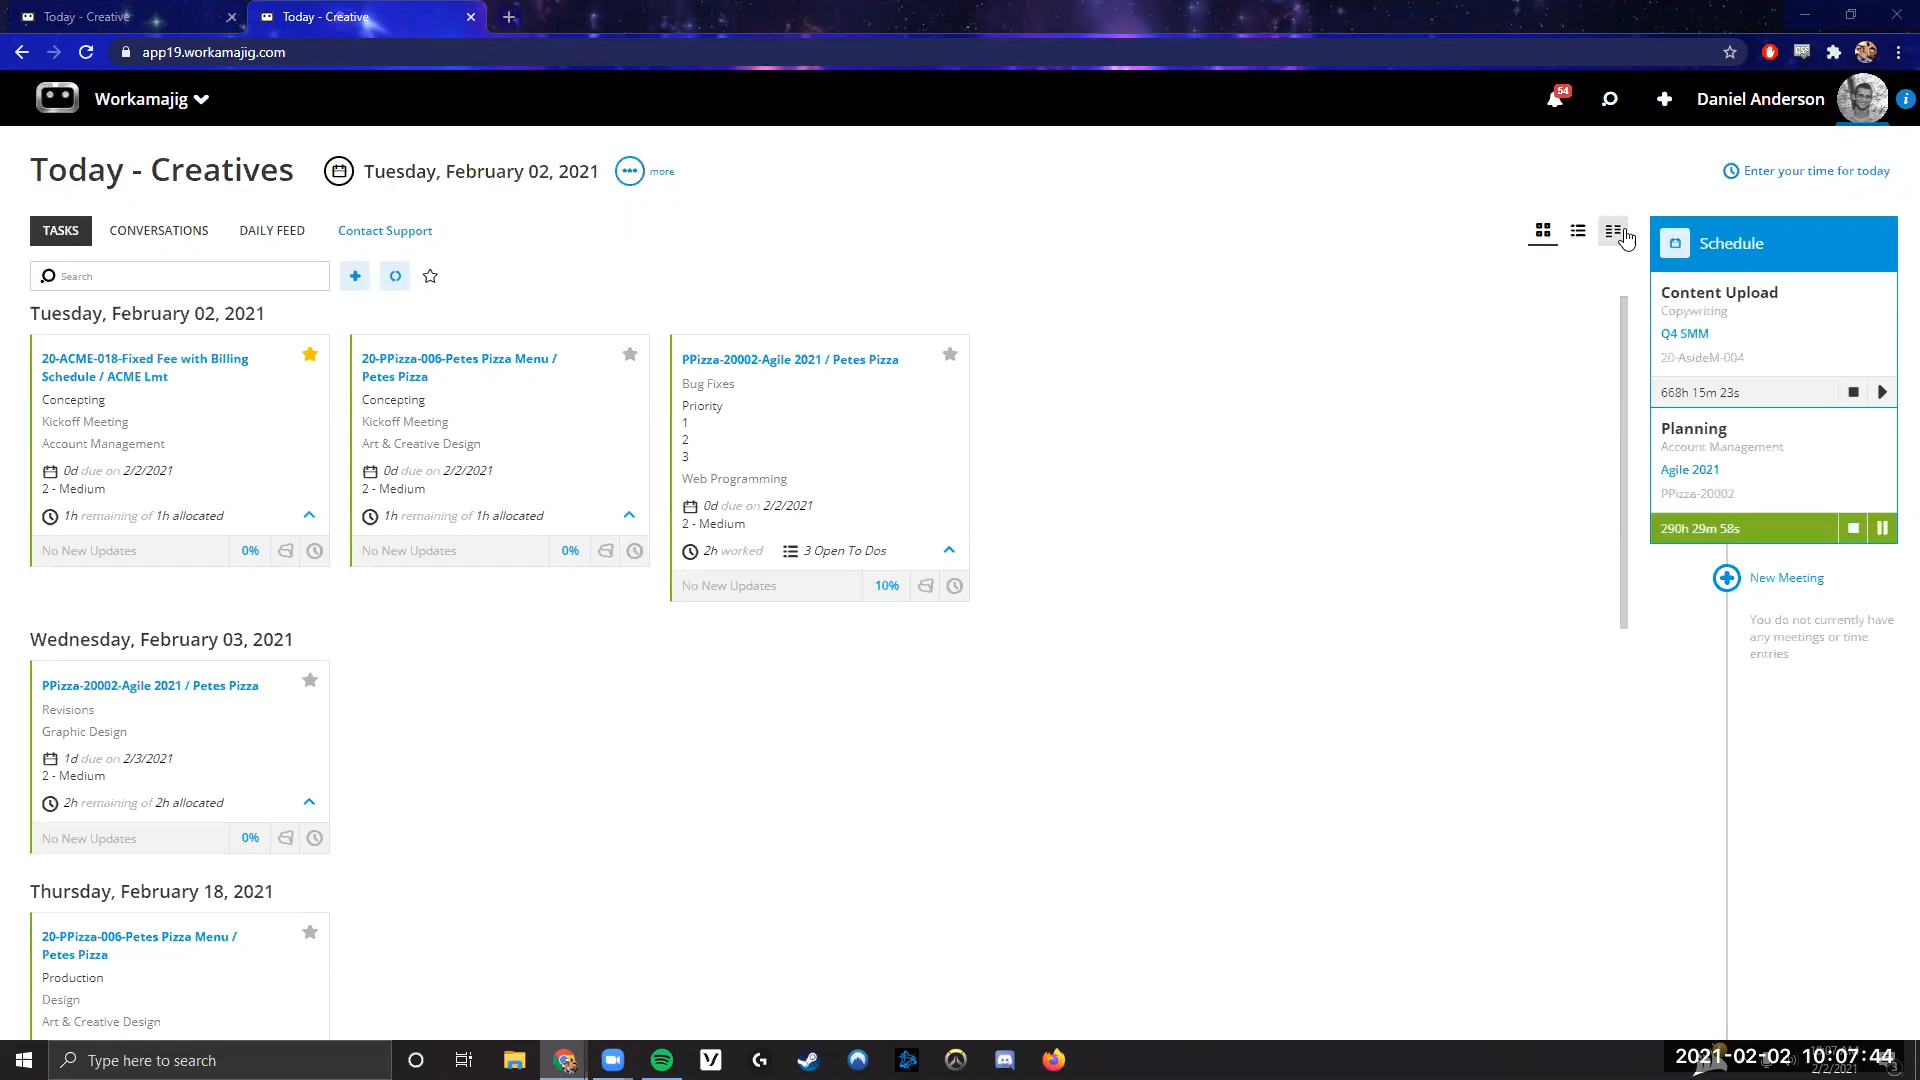 Today - Creative
Today - Creative
app19.workamajig.com
Workamajig
54
Daniel Anderson
Today - Creatives
Tuesday, February 02, 2021
more
Enter your time for today
TASKS
CONVERSATIONS
DAILY FEED
Contact Support
Search
Schedule
Content Upload
Copywriting
Q4 SMM
20-AsideM-004
668h 15m 23s
Planning
Account Management
Agile 2021
PPizza-20002
290h 29m 58s
New Meeting
You do not currently have
any meetings or time
entries
Tuesday, February 02, 2021
20-ACME-018-Fixed Fee with Billing
Schedule / ACME Lmt
Concepting
Kickoff Meeting
Account Management
0d due on 2/2/2021
2 - Medium
1h remaining of 1h allocated
No New Updates
0%
20-PPizza-006-Petes Pizza Menu /
Petes Pizza
Concepting
Kickoff Meeting
Art & Creative Design
0d due on 2/2/2021
2 - Medium
1h remaining of 1h allocated
No New Updates
0%
PPizza-20002-Agile 2021 / Petes Pizza
Bug Fixes
Priority
1
2
3
Web Programming
0d due on 2/2/2021
2 - Medium
2h worked
3 Open To Dos
No New Updates
10%
Wednesday, February 03, 2021
PPizza-20002-Agile 2021 / Petes Pizza
Revisions
Graphic Design
1d due on 2/3/2021
2 - Medium
2h remaining of 2h allocated
No New Updates
0%
Thursday, February 18, 2021
20-PPizza-006-Petes Pizza Menu /
Petes Pizza
Production
Design
Art & Creative Design
Type here to search
2021-02-02 10:07:44
2/2/2021